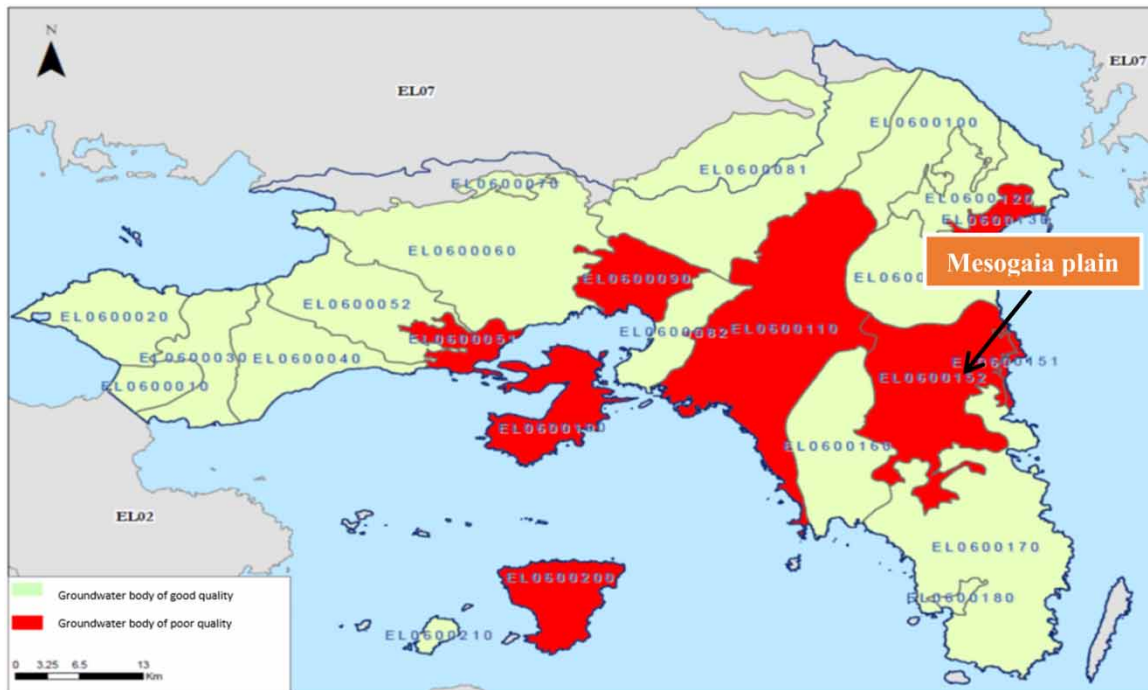 N
EL07
EL07
EL0600100
EL0600081
EL0600070
EL0600120
EL0600130
EL0600060
Mesogaia plain
EL0600090
EL0600
EL0600052
EL0600020
EL0600082
EL0600110
EL0600051
EL0600030
EL0600040
EL0600151
EL0600010
EL0600152
EL0600160
EL02
EL0600170
EL0600200
EL0600180
EL0600210
Groundwater body of good quality
Groundwater body of poor quality
0 3.25 6.5 13
Km